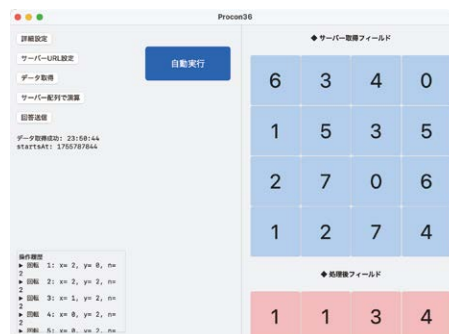 Procon36
詳細設定
サーバーURL設定
データ取得
サーバー配列で演算
回答送信
データ取得成功: 23:50:44
startsAt: 1755787844
自動実行
操作履歴
▶ 回転 1: x= 2, y= 0, n=
2
▶ 回転 2: x= 2, y= 2, n=
2
▶ 回転 3: x= 1, y= 2, n=
2
▶ 回転 4: x= 0, y= 2, n=
2
▶ 回転 5: x= 0, y= 2, n=
◆ サーバー取得フィールド
6 3 4 0
1 5 3 5
2 7 0 6
1 2 7 4
◆ 処理後フィールド
1 1 3 4